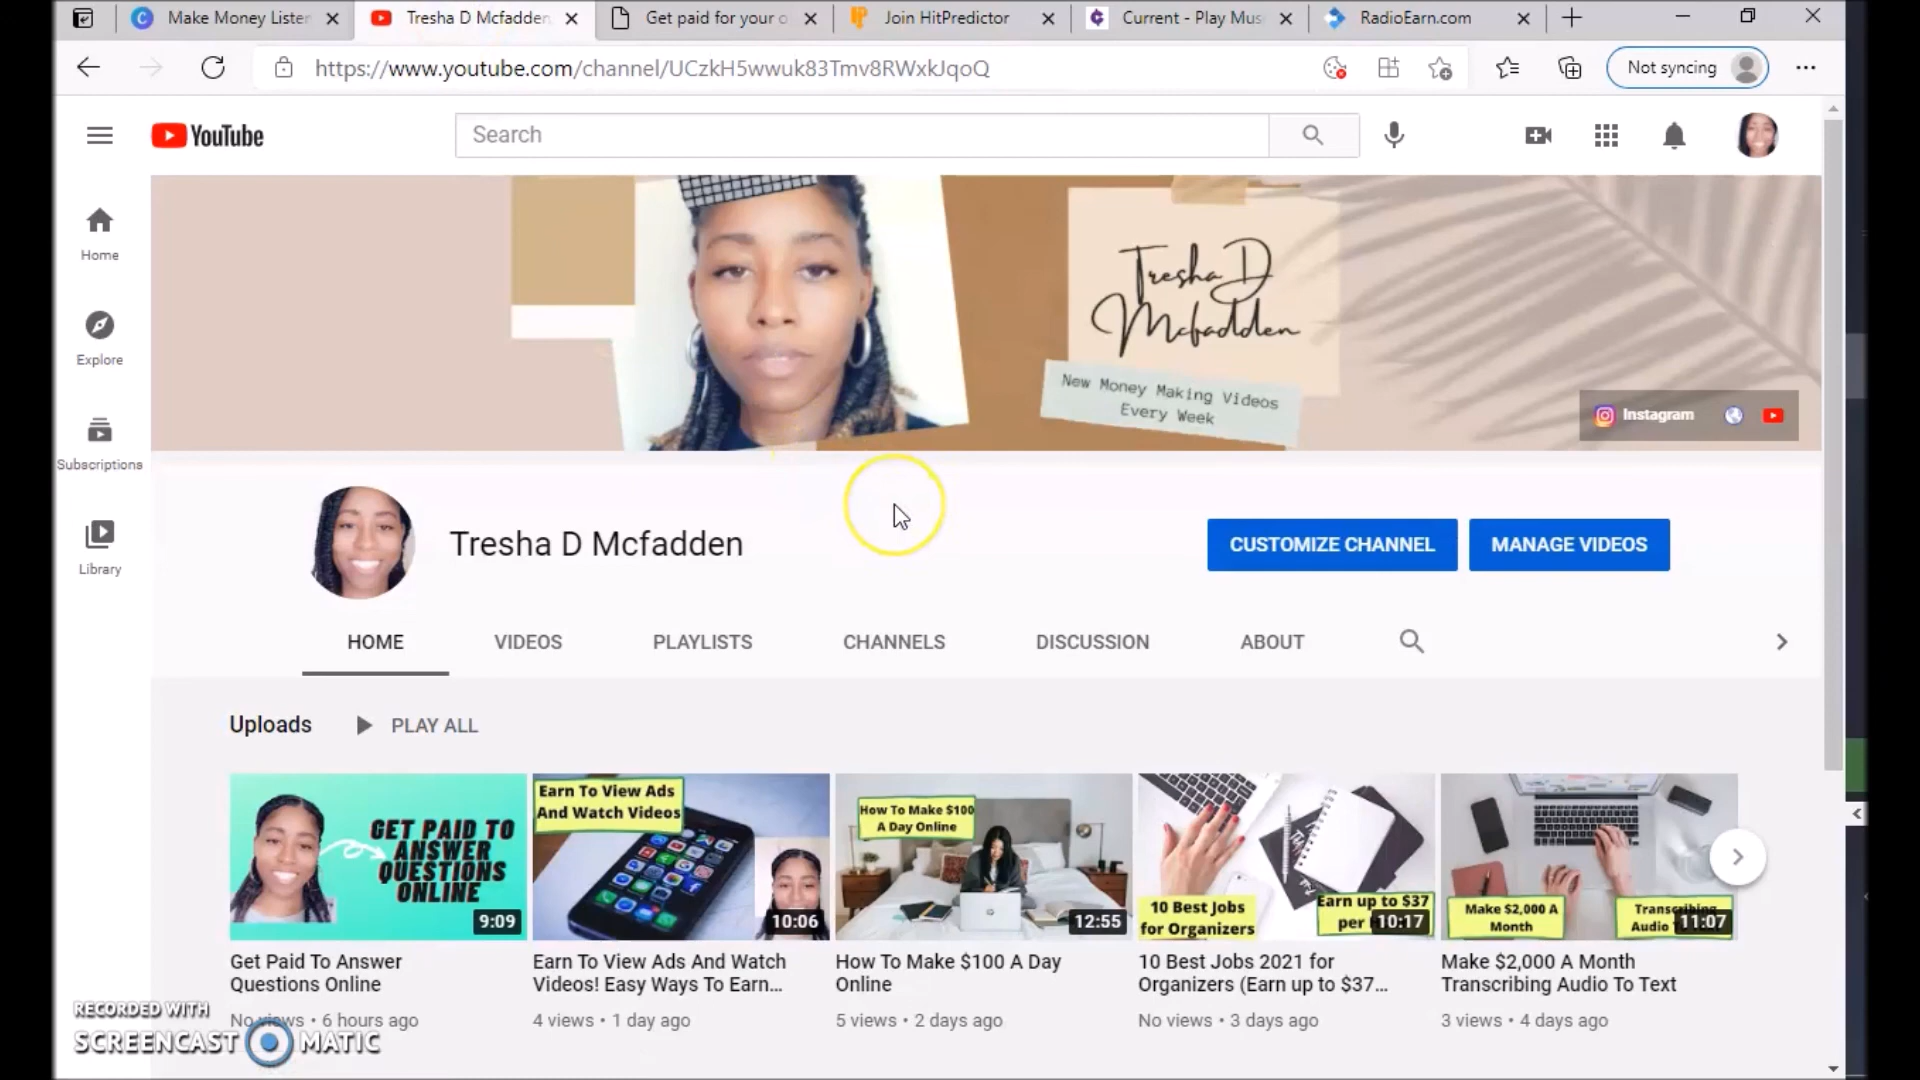 Make Money Listen
Tresha D Mcfadden
Get paid for your o
Join HitPredictor
Current - Play Mus
RadioEarn.com
https://www.youtube.com/channel/UCzkH5wwuk83Tmv8RWxkJqoQ
Not syncing
YouTube
Search
Home
Explore
Subscriptions
Library
Tresha D
Mcfadden
New Money Making Videos
Every Week
Instagram
Tresha D Mcfadden
CUSTOMIZE CHANNEL
MANAGE VIDEOS
HOME
VIDEOS
PLAYLISTS
CHANNELS
DISCUSSION
ABOUT
Uploads
PLAY ALL
GET PAID TO
ANSWER
QUESTIONS
ONLINE
9:09
Earn To View Ads
And Watch Videos
10:06
How To Make $100
A Day Online
12:55
10 Best Jobs
for Organizers
Earn up to $37
per
10:17
Make $2,000 A
Month
Transcribing
Audio
11:07
Get Paid To Answer
Questions Online
No views • 6 hours ago
Earn To View Ads And Watch
Videos! Easy Ways To Earn...
4 views • 1 day ago
How To Make $100 A Day
Online
5 views • 2 days ago
10 Best Jobs 2021 for
Organizers (Earn up to $37...
No views • 3 days ago
Make $2,000 A Month
Transcribing Audio To Text
3 views • 4 days ago
RECORDED WITH
SCREENCAST MATIC